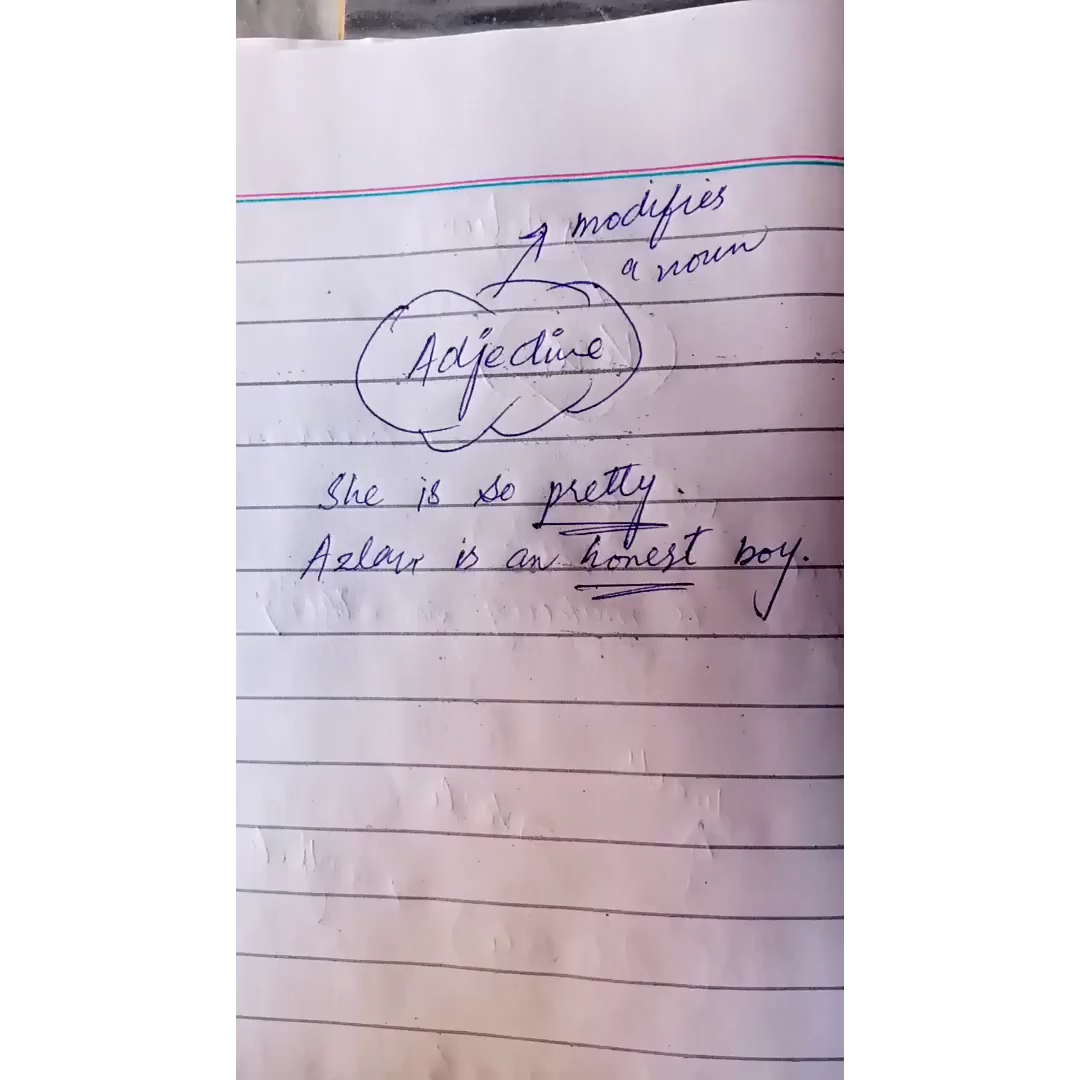 modifies
a noun
Adjective
She is so pretty.
Azlan is an honest boy.